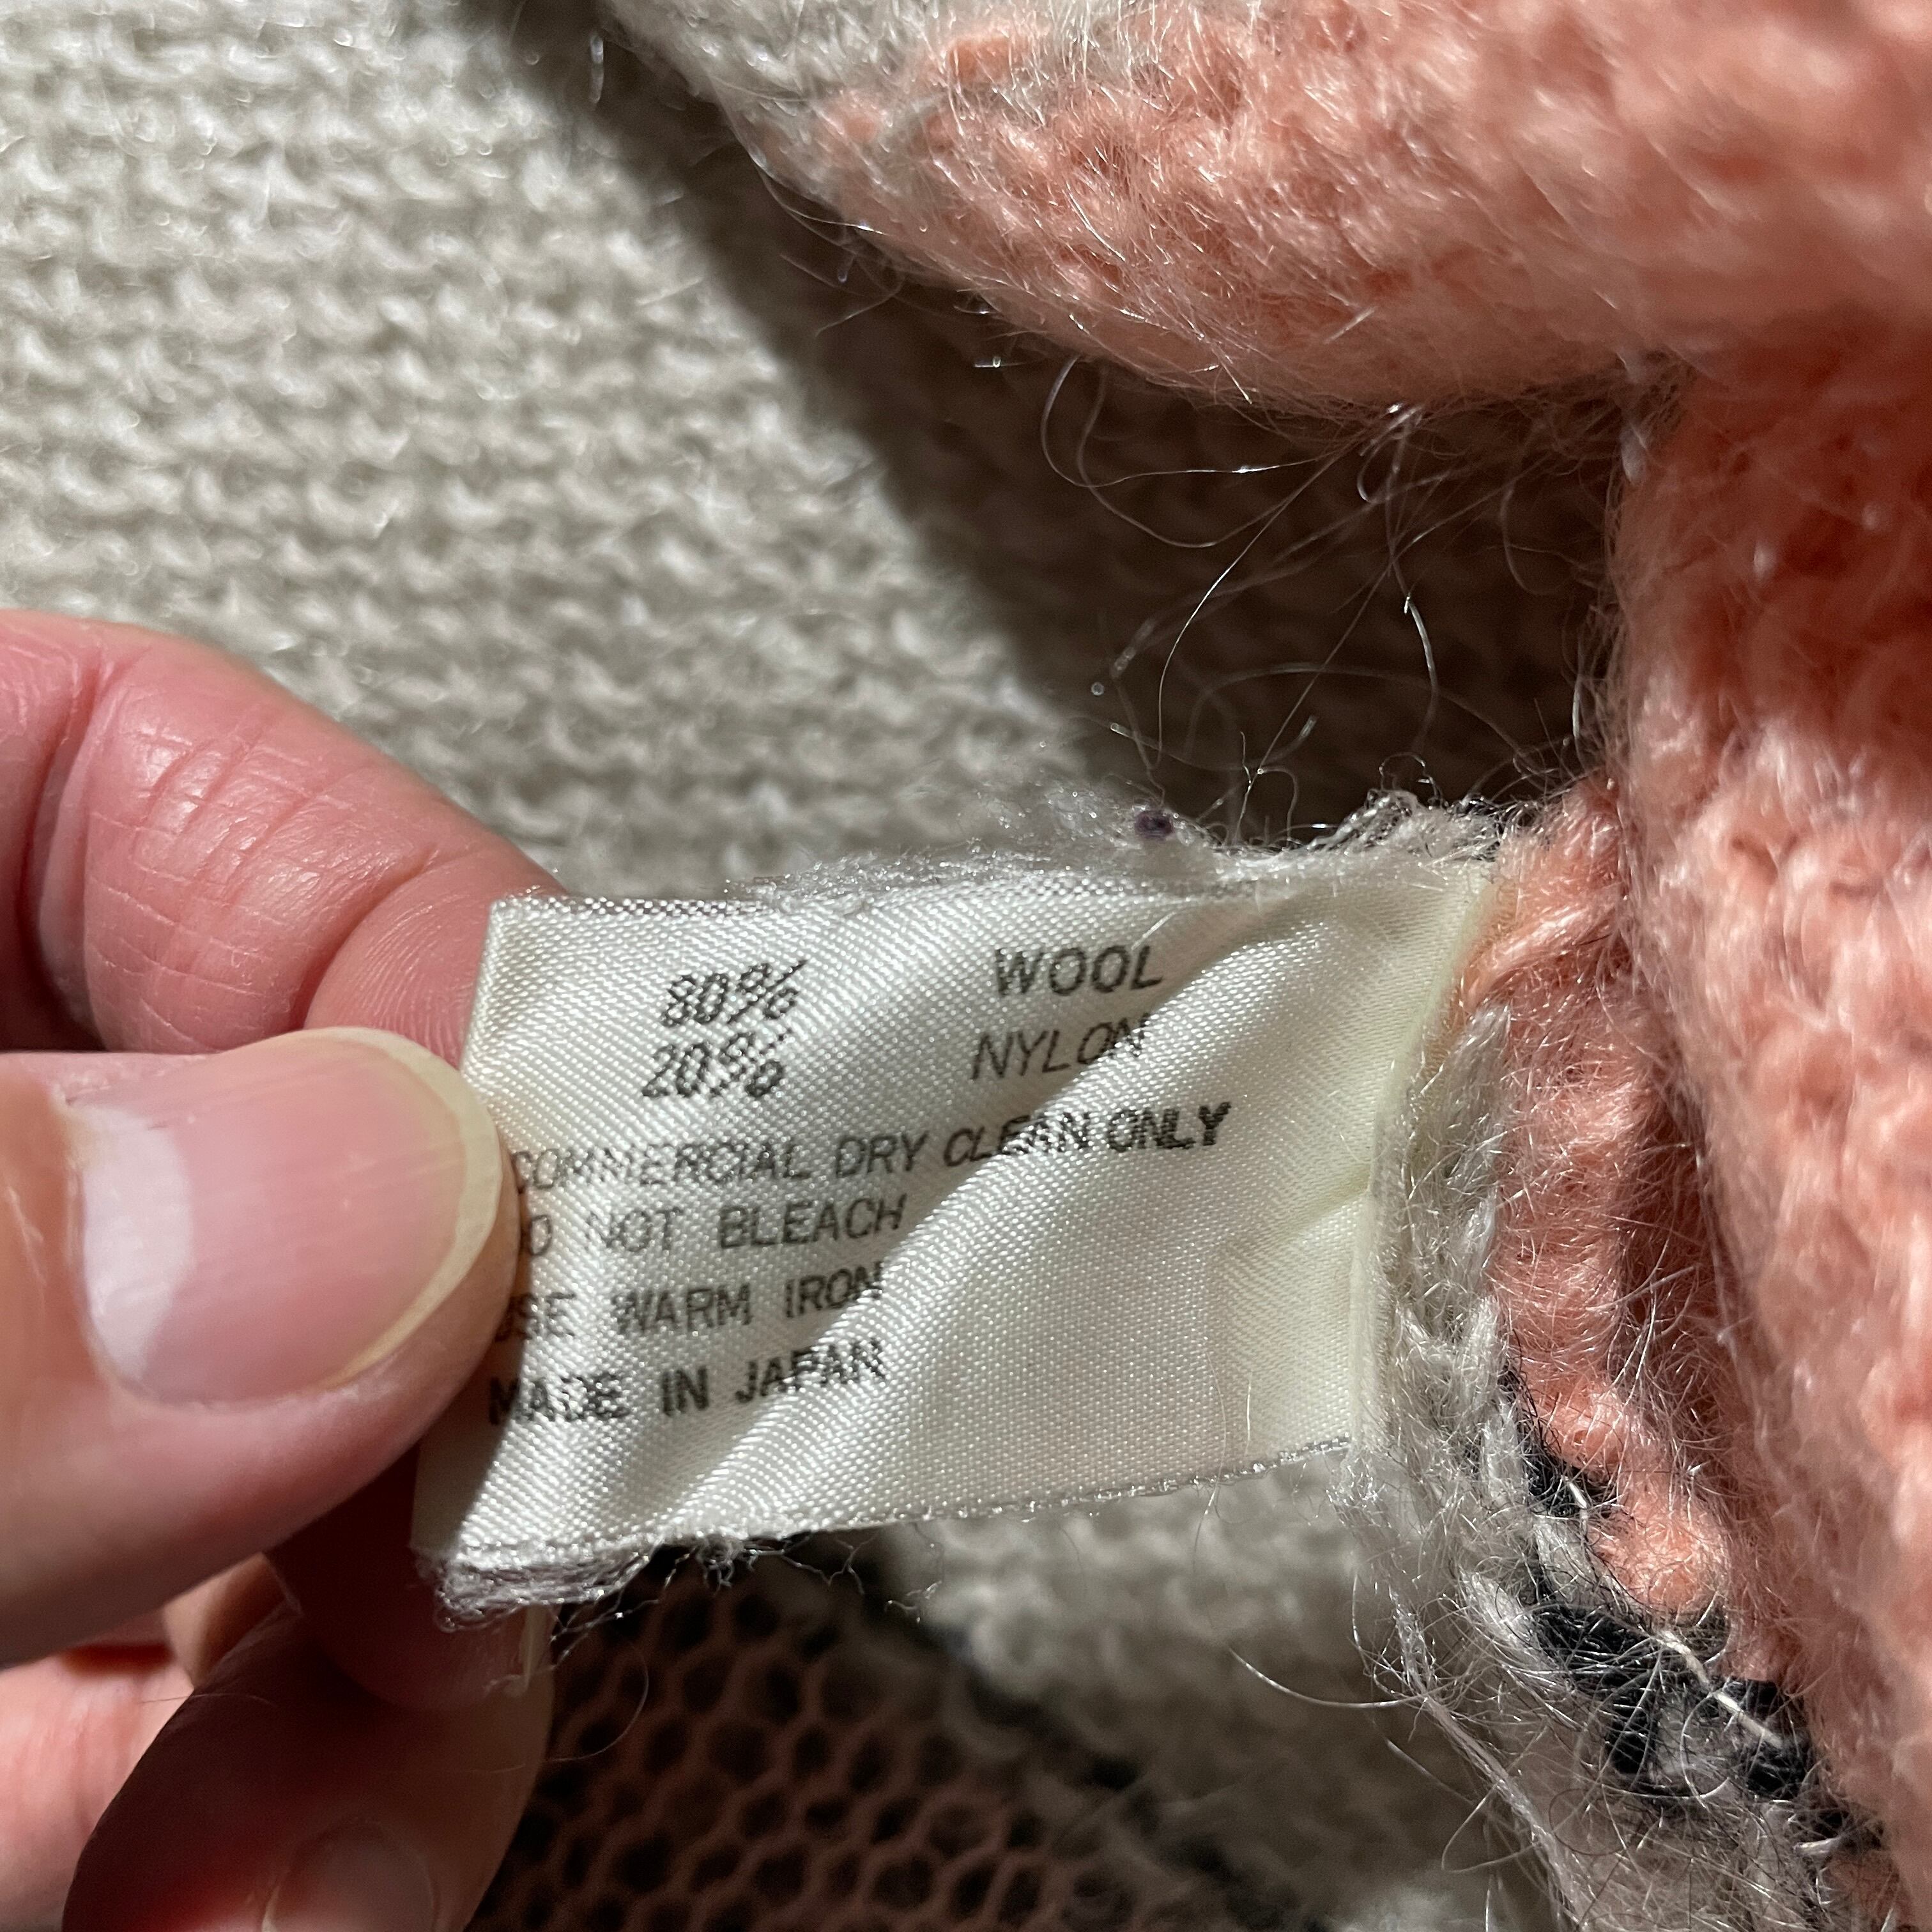 80% WOOL
20% NYLON
COMMERCIAL DRY CLEAN ONLY
DO NOT BLEACH
USE WARM IRON
MADE IN JAPAN